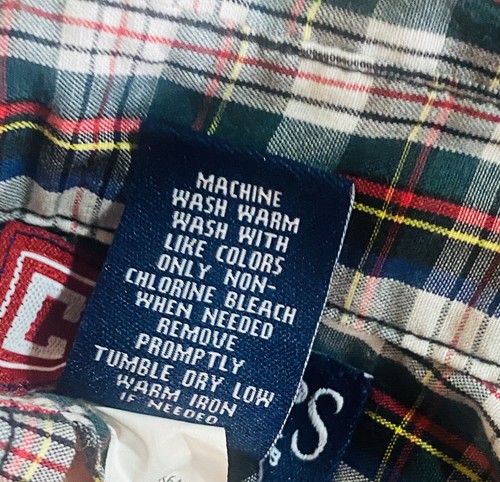 MACHINE
WASH WARM
WASH WITH
LIKE COLORS
ONLY NON-
CHLORINE BLEACH
WHEN NEEDED
REMOVE
PROMPTLY
TUMBLE DRY LOW
WARM IRON
IF NEEDED
C
PS